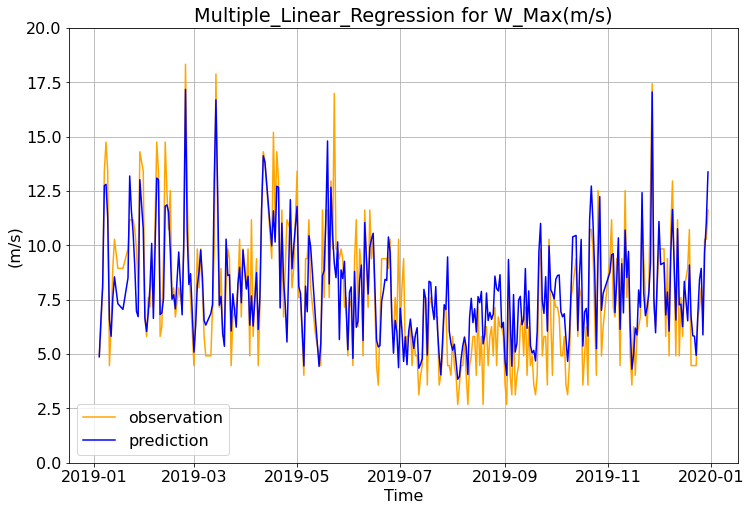 Multiple_Linear_Regression for W_Max(m/s)
20.0
17.5
15.0
12.5
10.0
7.5
5.0
2.5
0.0
(m/s)
observation
prediction
2019-01 2019-03 2019-05 2019-07 2019-09 2019-11 2020-01
Time